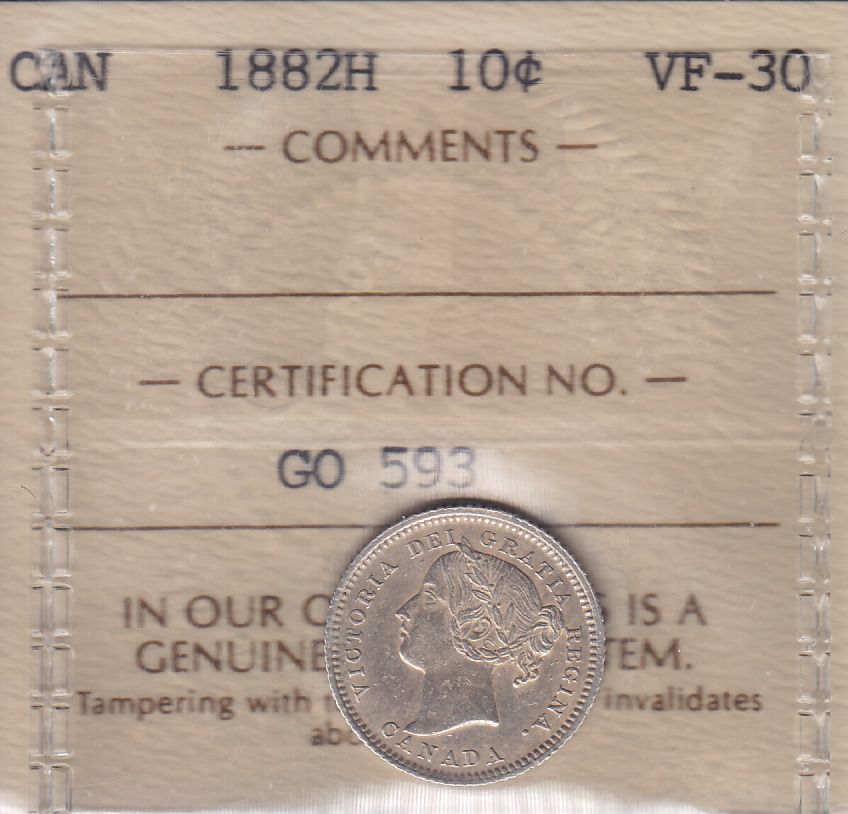 CAN 1882H 10¢ VF-30
— COMMENTS —
— CERTIFICATION NO. —
GO 593
IN OUR IS A
GENUINE
Tampering with invalidates
VICTORIA DEI GRATIA REGINA.
CANADA